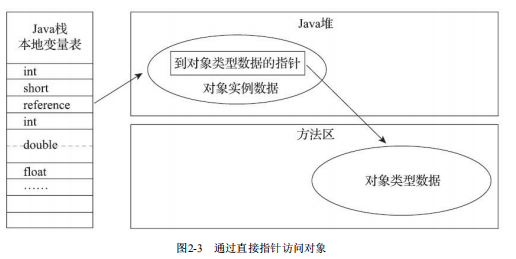 Java栈
本地变量表
int
short
reference
int
double
float
……
Java堆
到对象类型数据的指针
对象实例数据
方法区
对象类型数据
图2-3 通过直接指针访问对象